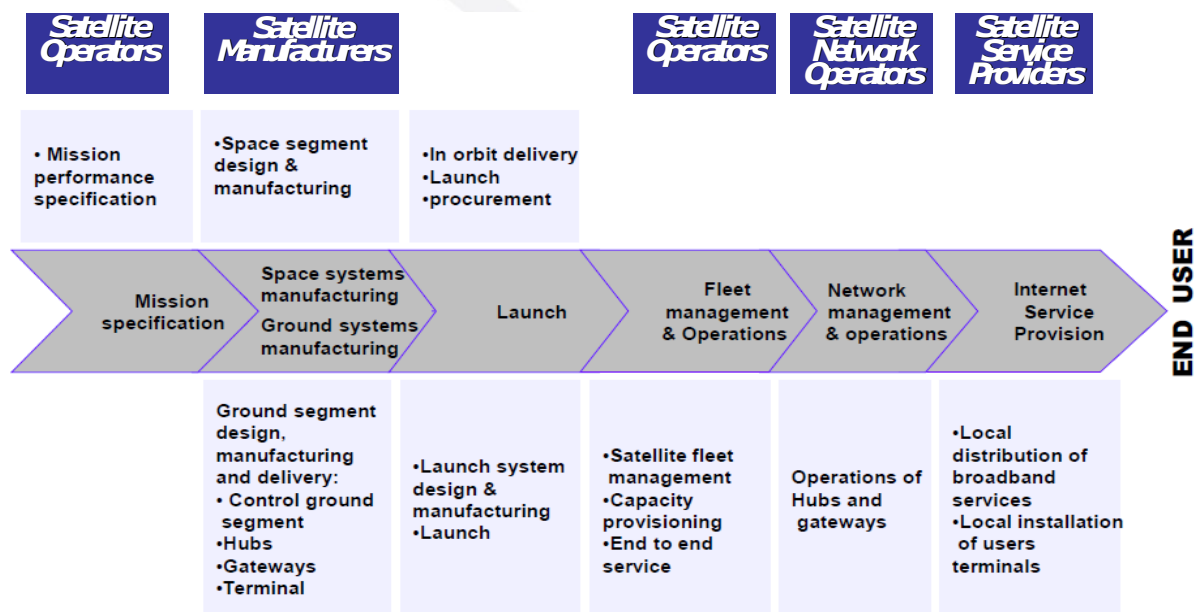 Satellite
Operators
Satellite
Manufacturers
Satellite
Operators
Satellite
Network
Operators
Satellite
Service
Providers
• Mission
performance
specification
•Space segment
design &
manufacturing
•In orbit delivery
•Launch
•procurement
Mission
specification
Space systems
manufacturing
Ground systems
manufacturing
Launch
Fleet
management
& Operations
Network
management
& operations
Internet
Service
Provision
END USER
Ground segment
design,
manufacturing
and delivery:
• Control ground
segment
•Hubs
•Gateways
•Terminal
•Launch system
design &
manufacturing
•Launch
•Satellite fleet
management
•Capacity
provisioning
•End to end
service
Operations of
Hubs and
gateways
•Local
distribution of
broadband
services
•Local installation
of users
terminals